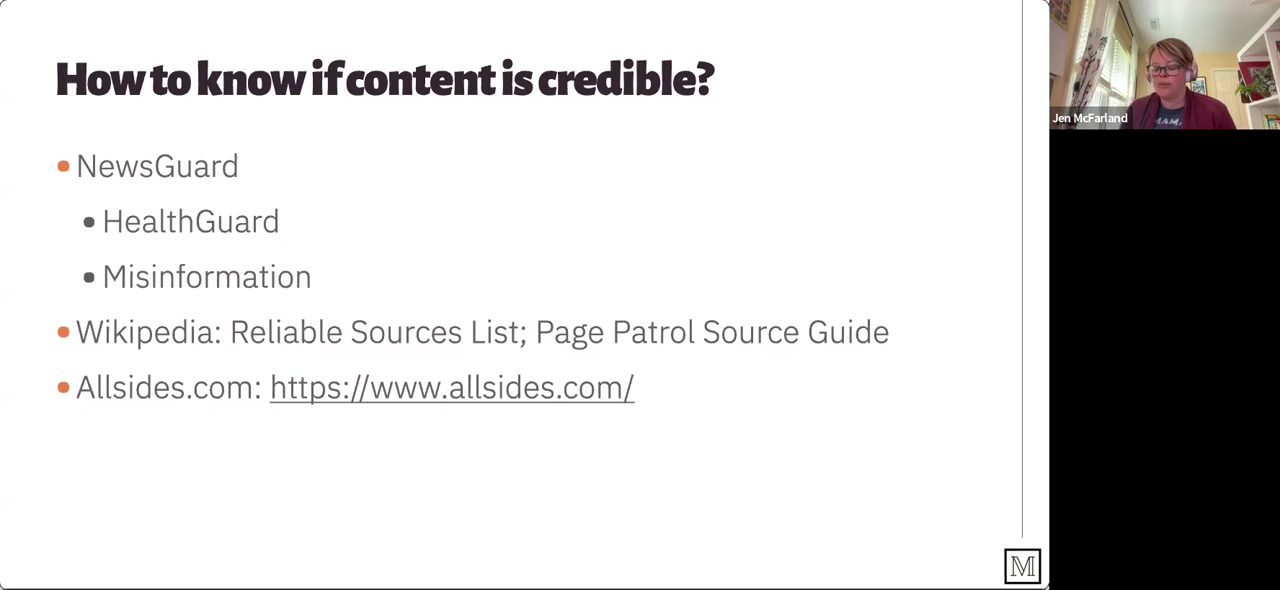 How to know if content is credible?
NewsGuard
HealthGuard
Misinformation
Wikipedia: Reliable Sources List; Page Patrol Source Guide
Allsides.com: https://www.allsides.com/
M
Jen McFarland
MAMA